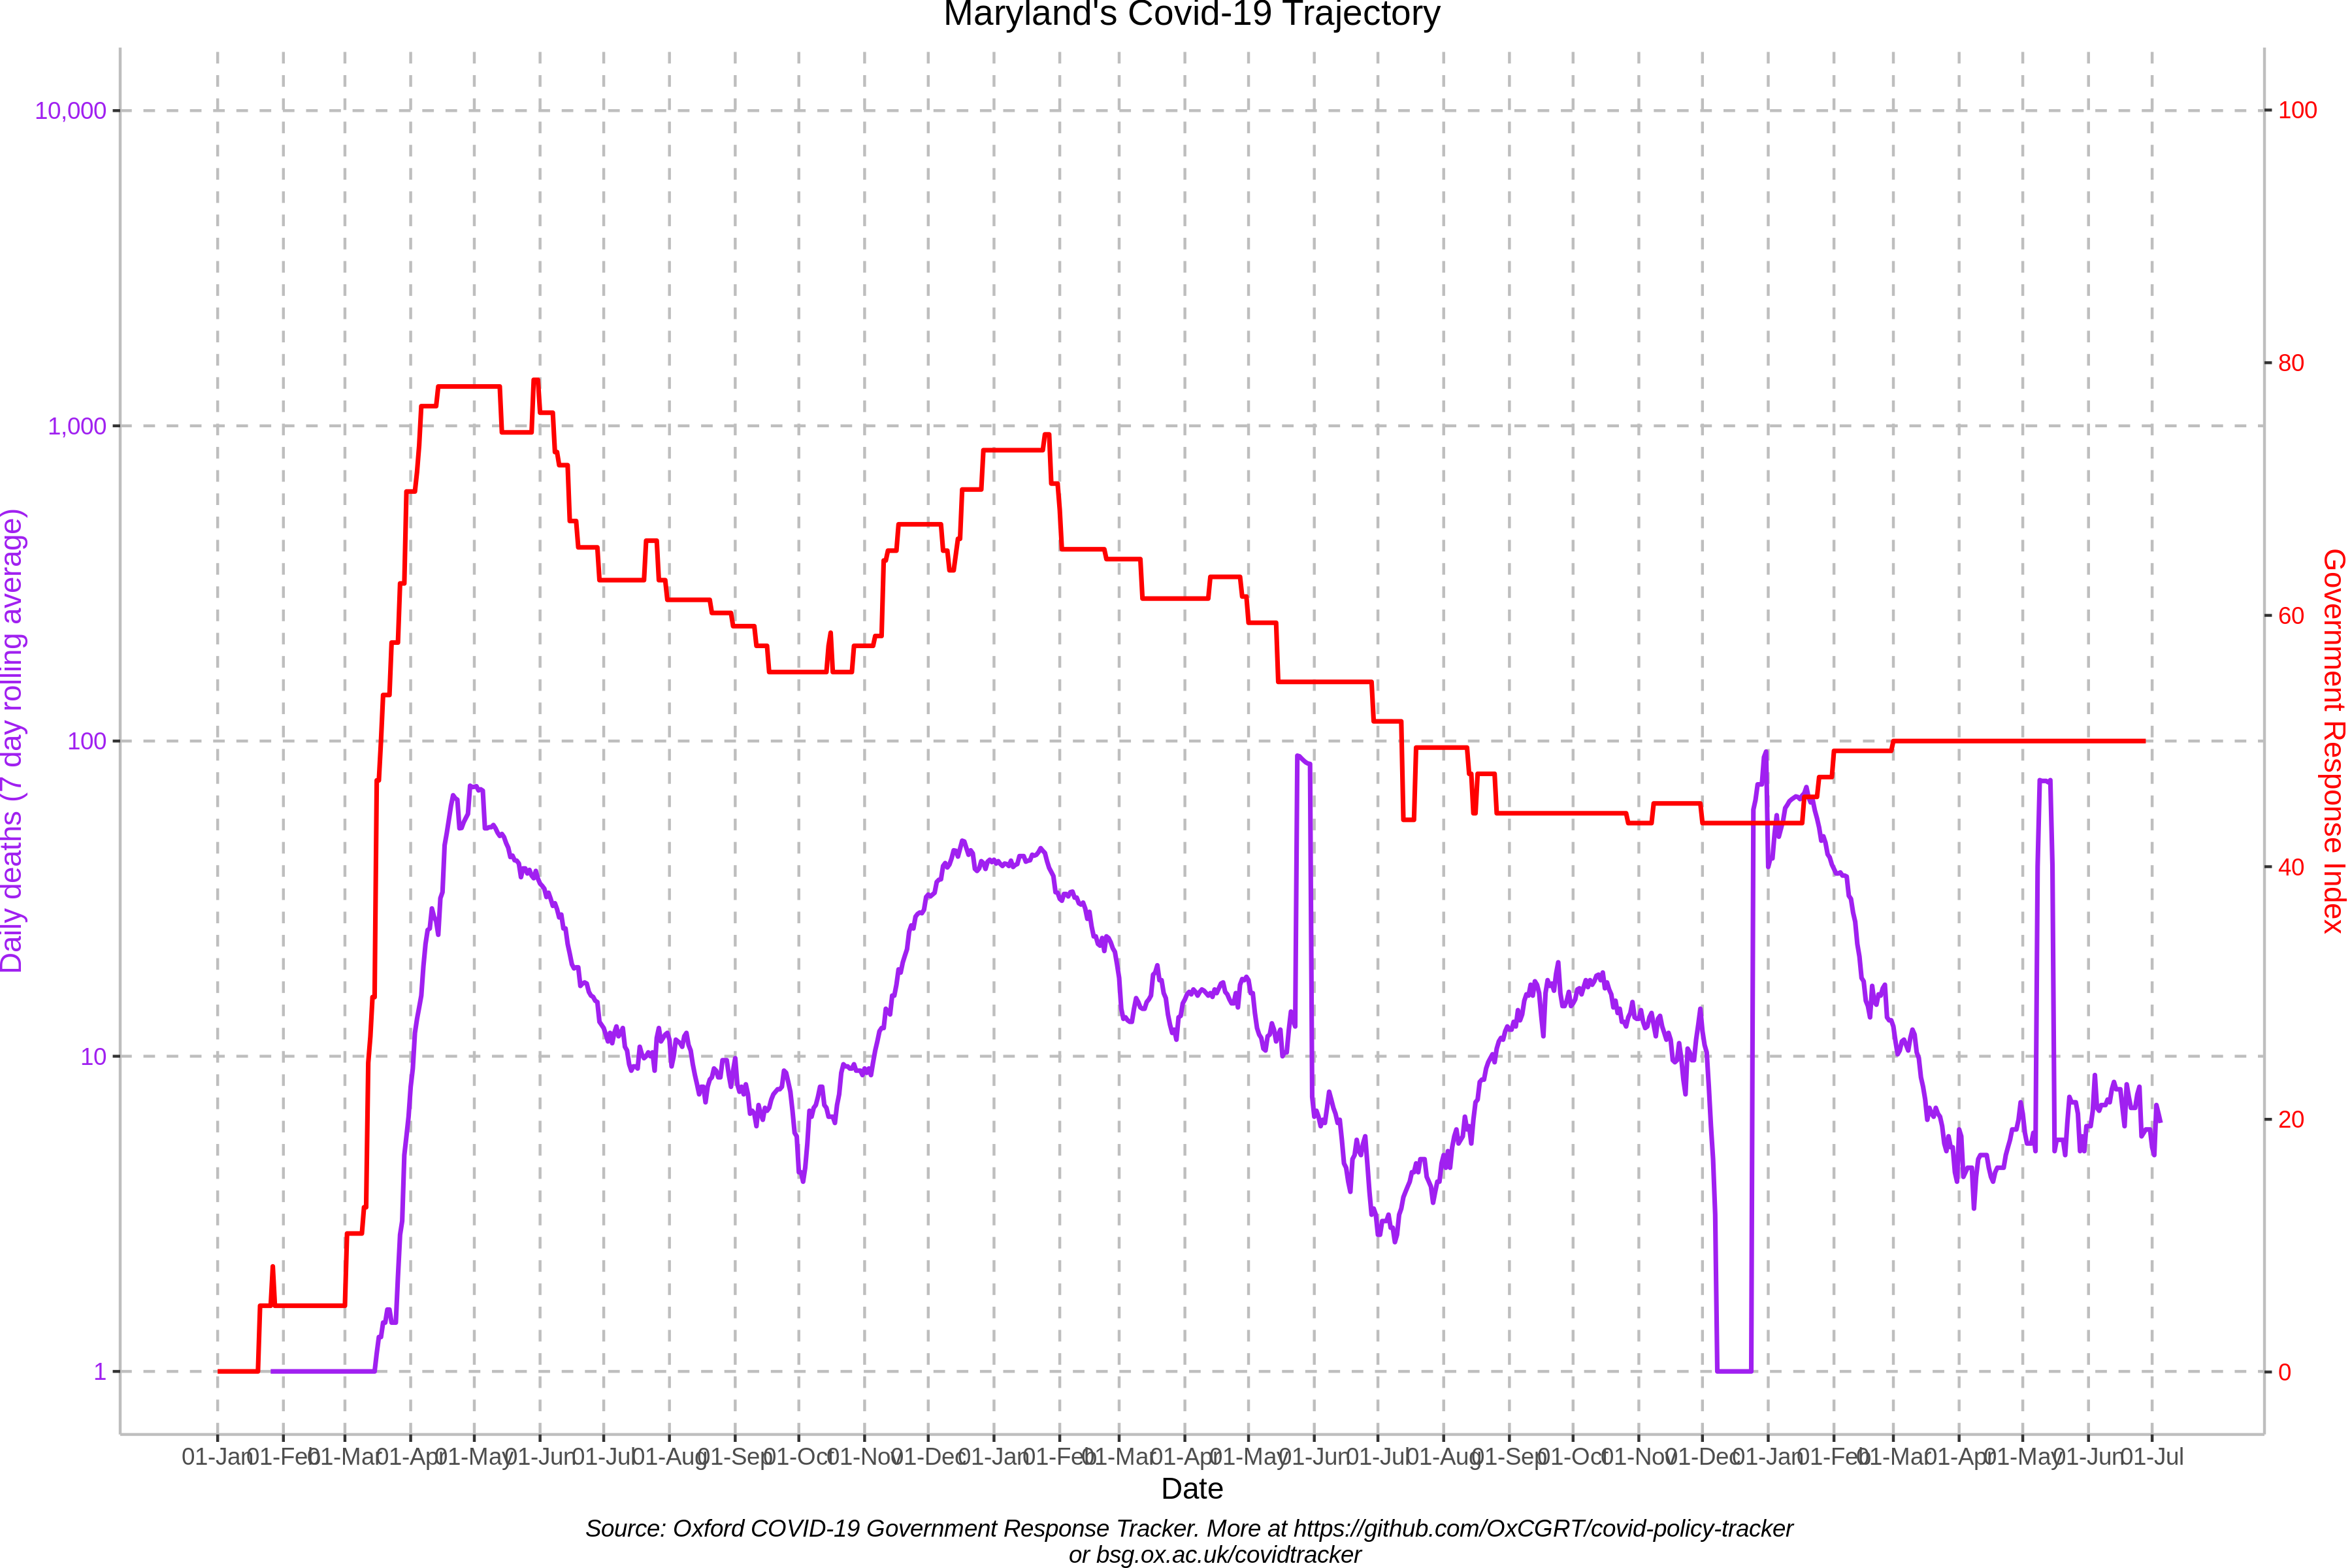 Maryland's Covid-19 Trajectory
10,000
1,000
100
10
1
Daily deaths (7 day rolling average)
100
80
60
40
20
0
Government Response Index
01-Jan 01-Feb 01-Mar 01-Apr 01-May 01-Jun 01-Jul 01-Aug 01-Sep 01-Oct 01-Nov 01-Dec 01-Jan 01-Feb 01-Mar 01-Apr 01-May 01-Jun 01-Jul 01-Aug 01-Sep 01-Oct 01-Nov 01-Dec 01-Jan 01-Feb 01-Mar 01-Apr 01-May 01-Jun 01-Jul
Date
Source: Oxford COVID-19 Government Response Tracker. More at https://github.com/OxCGRT/covid-policy-tracker
or bsg.ox.ac.uk/covidtracker